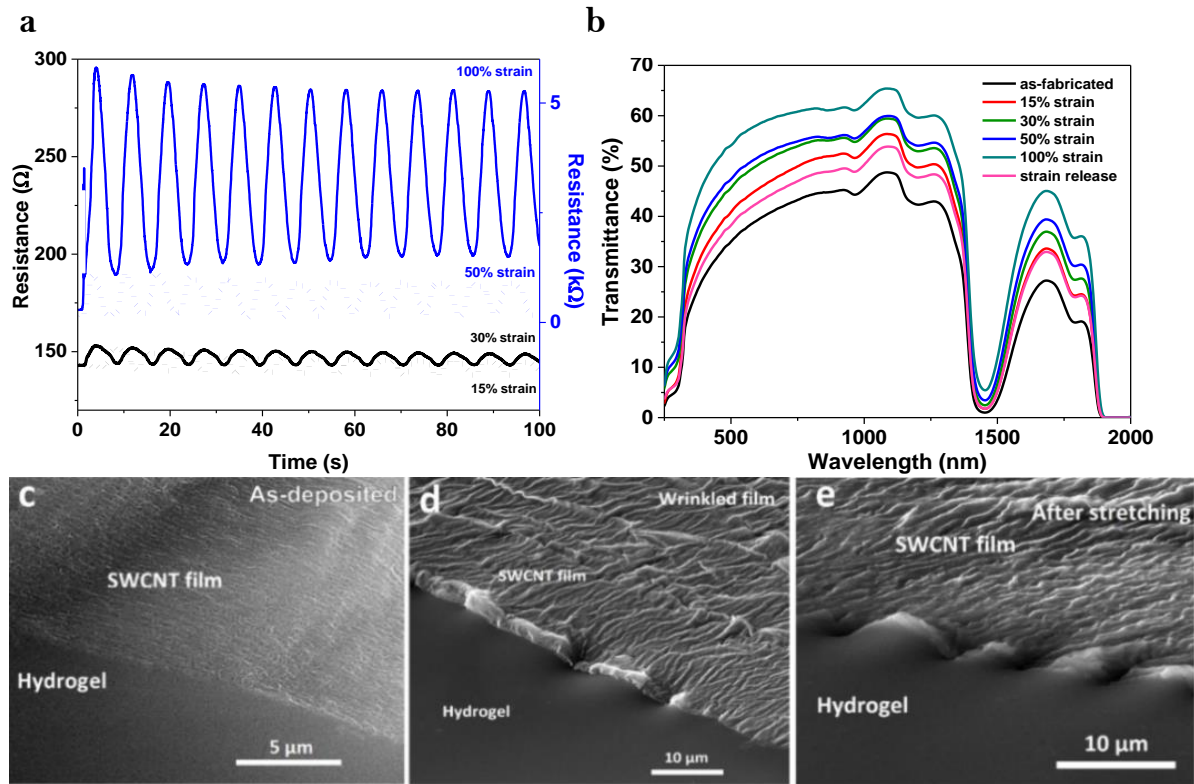 a
300
250
200
150
Resistance (Ω)
0 20 40 60 80 100
Time (s)
100% strain
50% strain
30% strain
15% strain
5
0
Resistance (kΩ)
b
70
60
50
40
30
20
10
0
Transmittance (%)
500 1000 1500 2000
Wavelength (nm)
as-fabricated
15% strain
30% strain
50% strain
100% strain
strain release
c
As-deposited
SWCNT film
Hydrogel
5 μm
d
Wrinkled film
SWCNT film
Hydrogel
10 μm
e
After stretching
SWCNT film
Hydrogel
10 μm